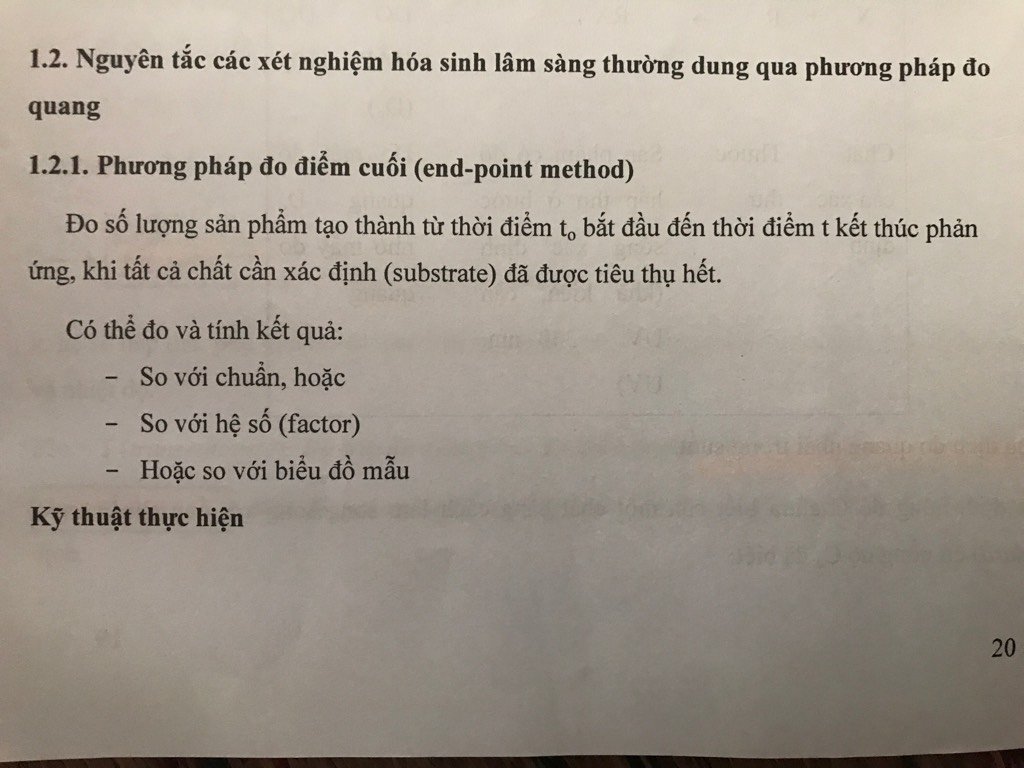 1.2. Nguyên tắc các xét nghiệm hóa sinh lâm sàng thường dung qua phương pháp đo
quang
1.2.1. Phương pháp đo điểm cuối (end-point method)
Đo số lượng sản phẩm tạo thành từ thời điểm t₀ bắt đầu đến thời điểm t kết thúc phản
ứng, khi tất cả chất cần xác định (substrate) đã được tiêu thụ hết.
Có thể đo và tính kết quả:
- So với chuẩn, hoặc
- So với hệ số (factor)
- Hoặc so với biểu đồ mẫu
Kỹ thuật thực hiện
20